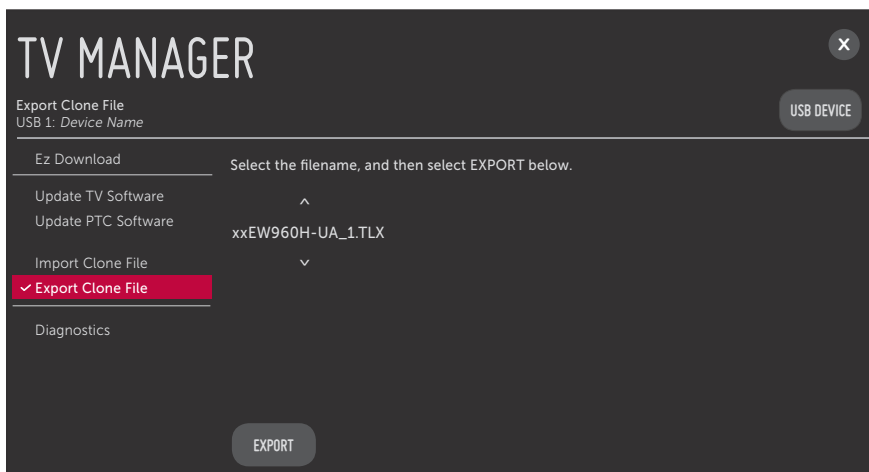 TV MANAGER
X
Export Clone File
USB 1: Device Name
USB DEVICE
Ez Download
Update TV Software
Update PTC Software
Import Clone File
Export Clone File
Diagnostics
Select the filename, and then select EXPORT below.
xxEW960H-UA_1.TLX
EXPORT